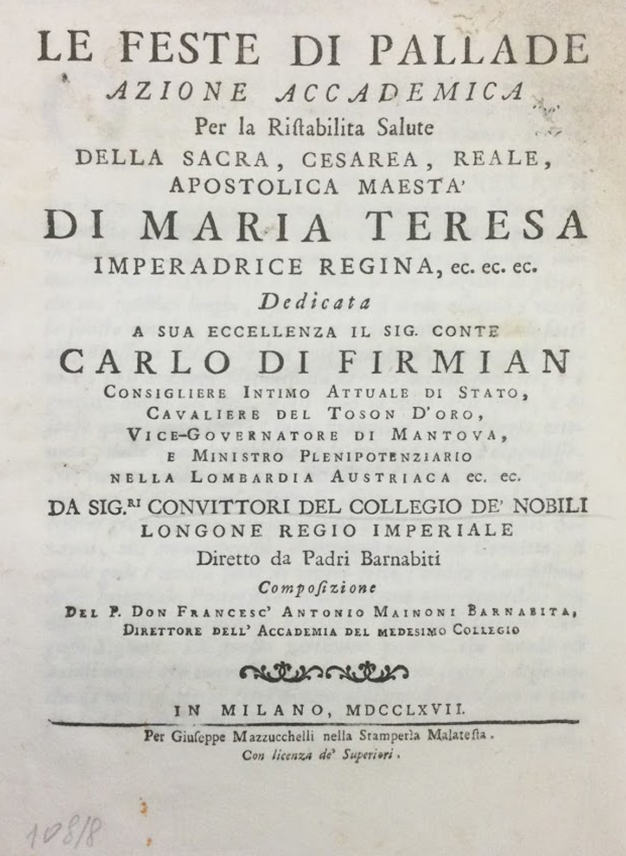 LE FESTE DI PALLADE
AZIONE ACCADEMICA
Per la Riſtabilita Salute
DELLA SACRA, CESAREA, REALE,
APOSTOLICA MAESTA'
DI MARIA TERESA
IMPERADRICE REGINA, ec. ec. ec.
Dedicata
A SUA ECCELLENZA IL SIG. CONTE
CARLO DI FIRMIAN
CONSIGLIERE INTIMO ATTUALE DI STATO,
CAVALIERE DEL TOSON D'ORO,
VICE-GOVERNATORE DI MANTOVA,
E MINISTRO PLENIPOTENZIARIO
NELLA LOMBARDIA AUSTRIACA ec. ec.
DA SIG.RI CONVITTORI DEL COLLEGIO DE' NOBILI
LONGONE REGIO IMPERIALE
Diretto da Padri Barnabiti
Compoſizione
DEL P. DON FRANCESC' ANTONIO MAINONI BARNABITA,
DIRETTORE DELL' ACCADEMIA DEL MEDESIMO COLLEGIO
IN MILANO, MDCCLXVII.
Per Giuſeppe Mazzucchelli nella Stamperìa Malateſta.
Con licenza de' Superiori.
108/8